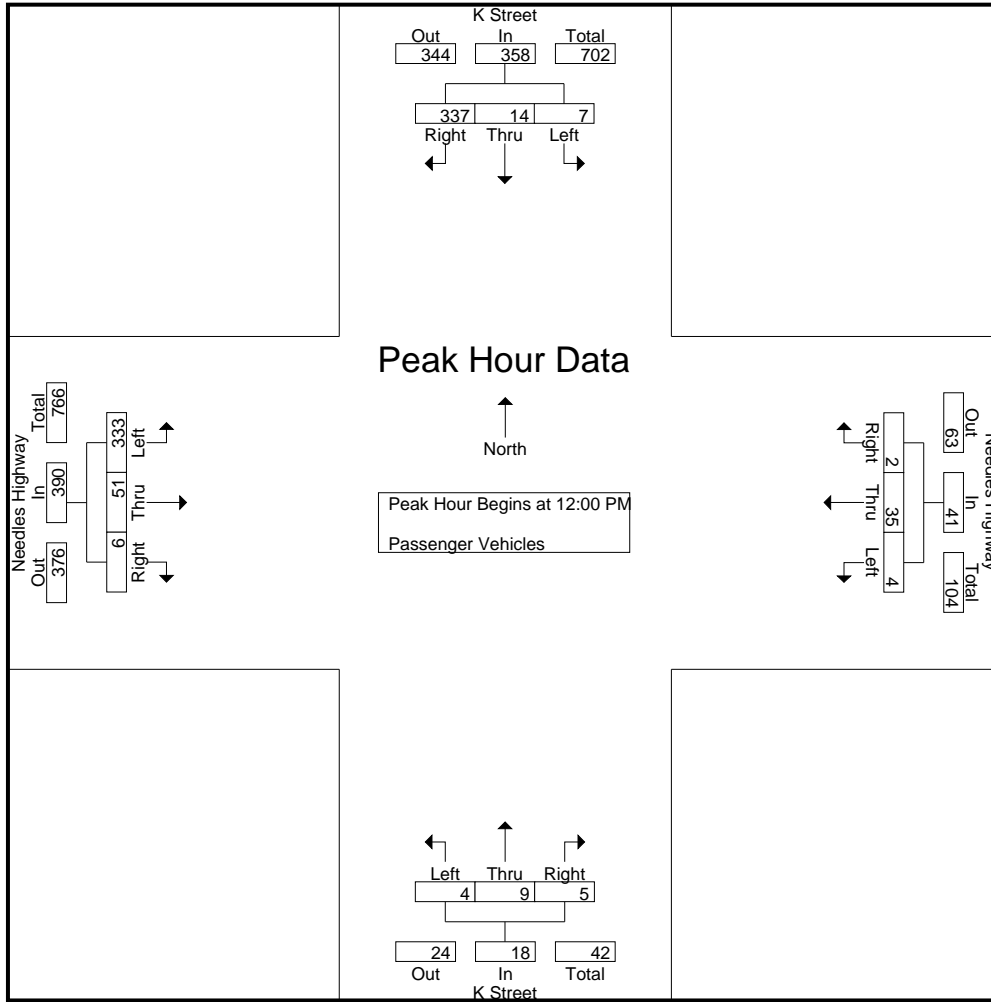 K Street
Out In Total
344 358 702
337 14 7
Right Thru Left
Peak Hour Data
North
Peak Hour Begins at 12:00 PM
Passenger Vehicles
Needles Highway
Total In Out
766 390 376
333 51 6
Left Thru Right
Needles Highway
Out In Total
63 41 104
2 35 4
Right Thru Left
Left Thru Right
4 9 5
24 18 42
Out In Total
K Street